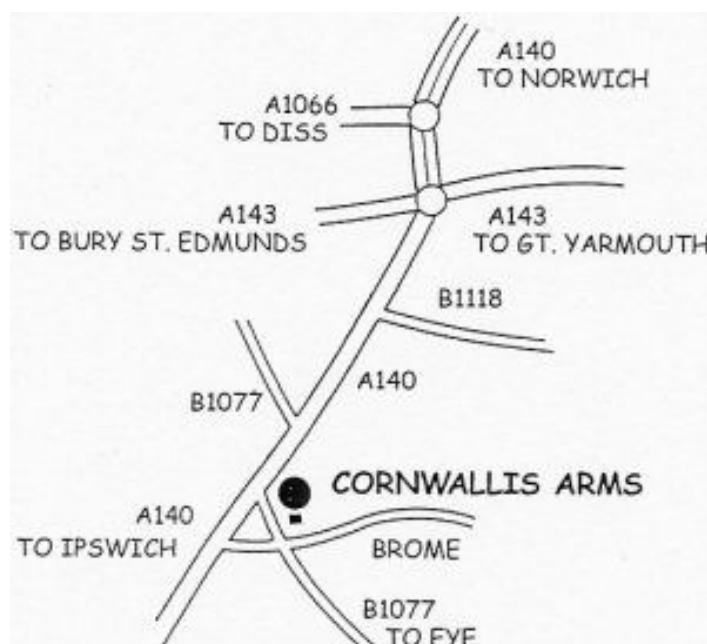 A140
TO NORWICH
A1066
TO DISS
A143
TO BURY ST. EDMUNDS
A143
TO GT. YARMOUTH
B1118
A140
B1077
CORNWALLIS ARMS
A140
TO IPSWICH
BROME
B1077
TO EYE